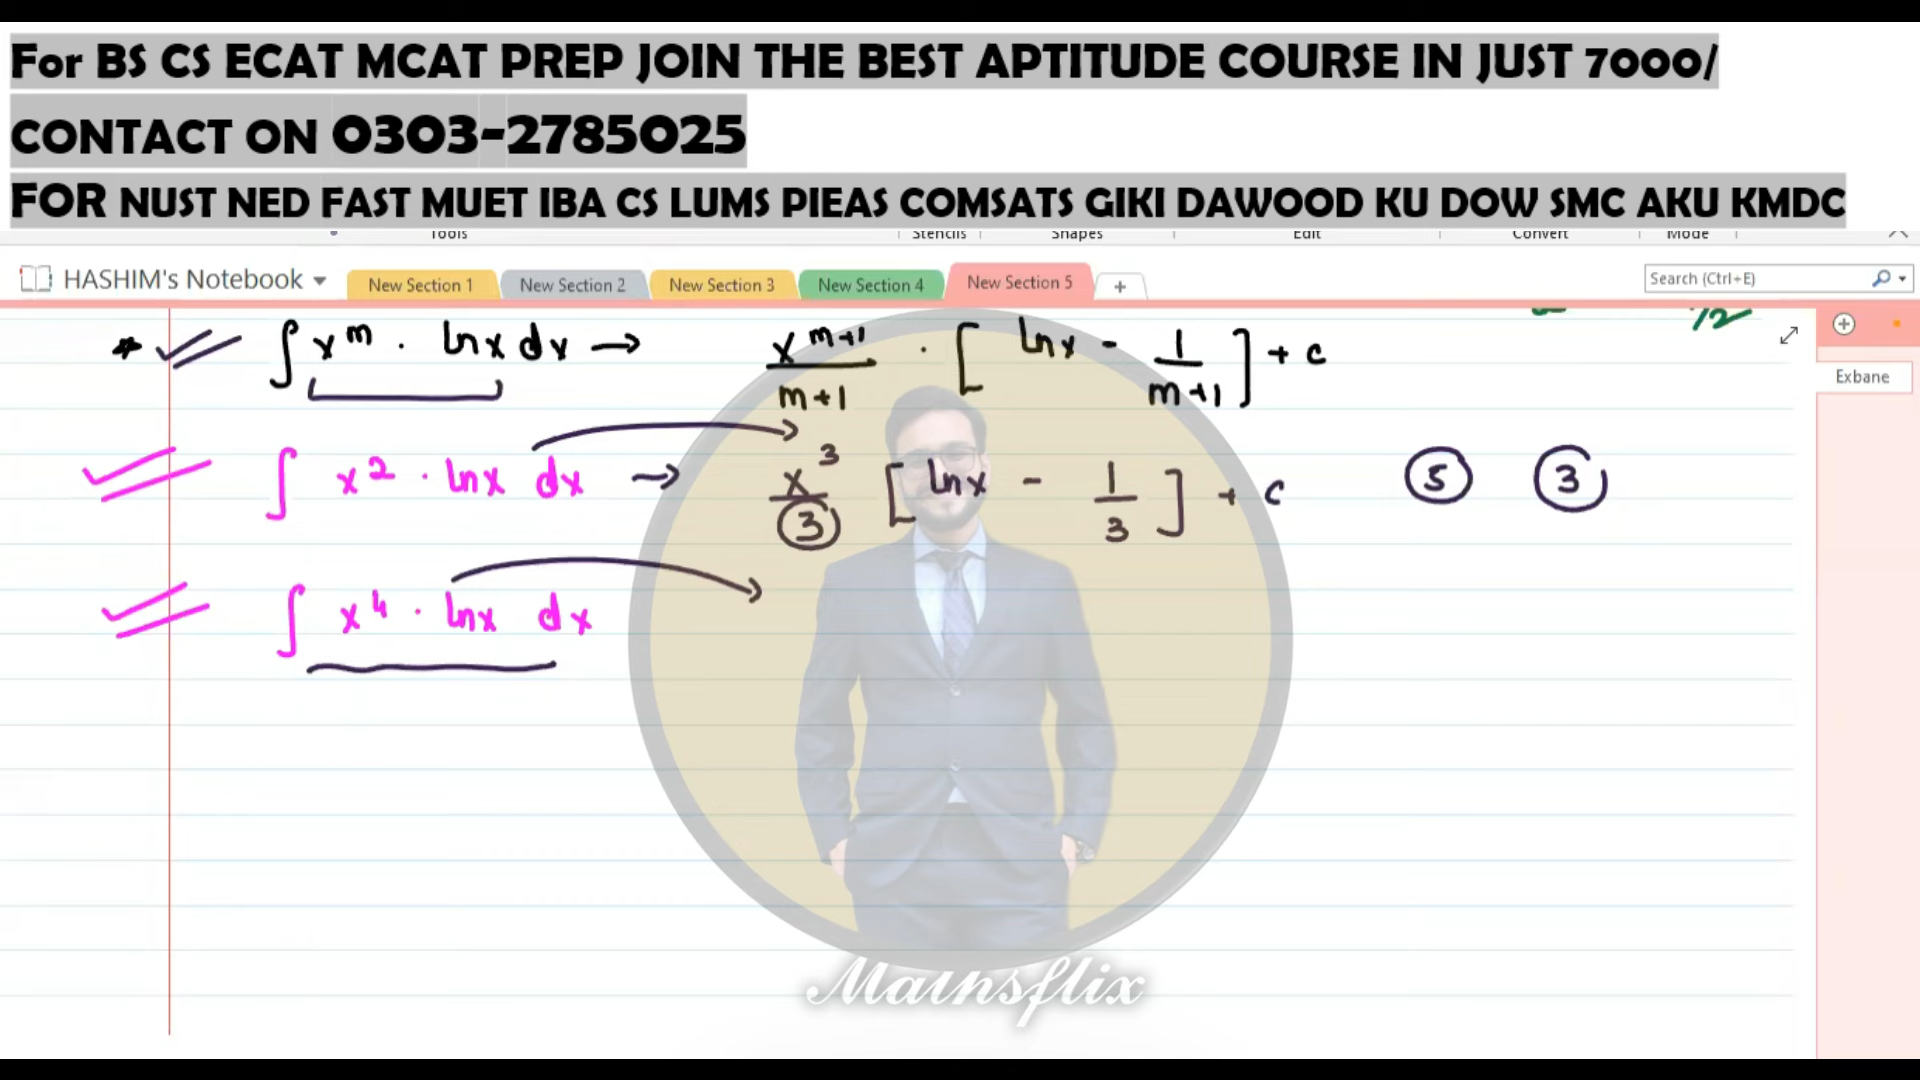 For BS CS ECAT MCAT PREP JOIN THE BEST APTITUDE COURSE IN JUST 7000/
CONTACT ON 0303-2785025
FOR NUST NED FAST MUET IBA CS LUMS PIEAS COMSATS GIKI DAWOOD KU DOW SMC AKU KMDC
Tools Stencils Shapes Edit Convert Mode
HASHIM's Notebook New Section 1 New Section 2 New Section 3 New Section 4 New Section 5 + Search (Ctrl+E)
Exbane
∫ x^m · lnx dx → x^(m+1)/(m+1) · [lnx - 1/(m+1)] + c
∫ x^2 · lnx dx → x^3/3 [lnx - 1/3] + c 5 3
∫ x^4 · lnx dx
Mainsflix